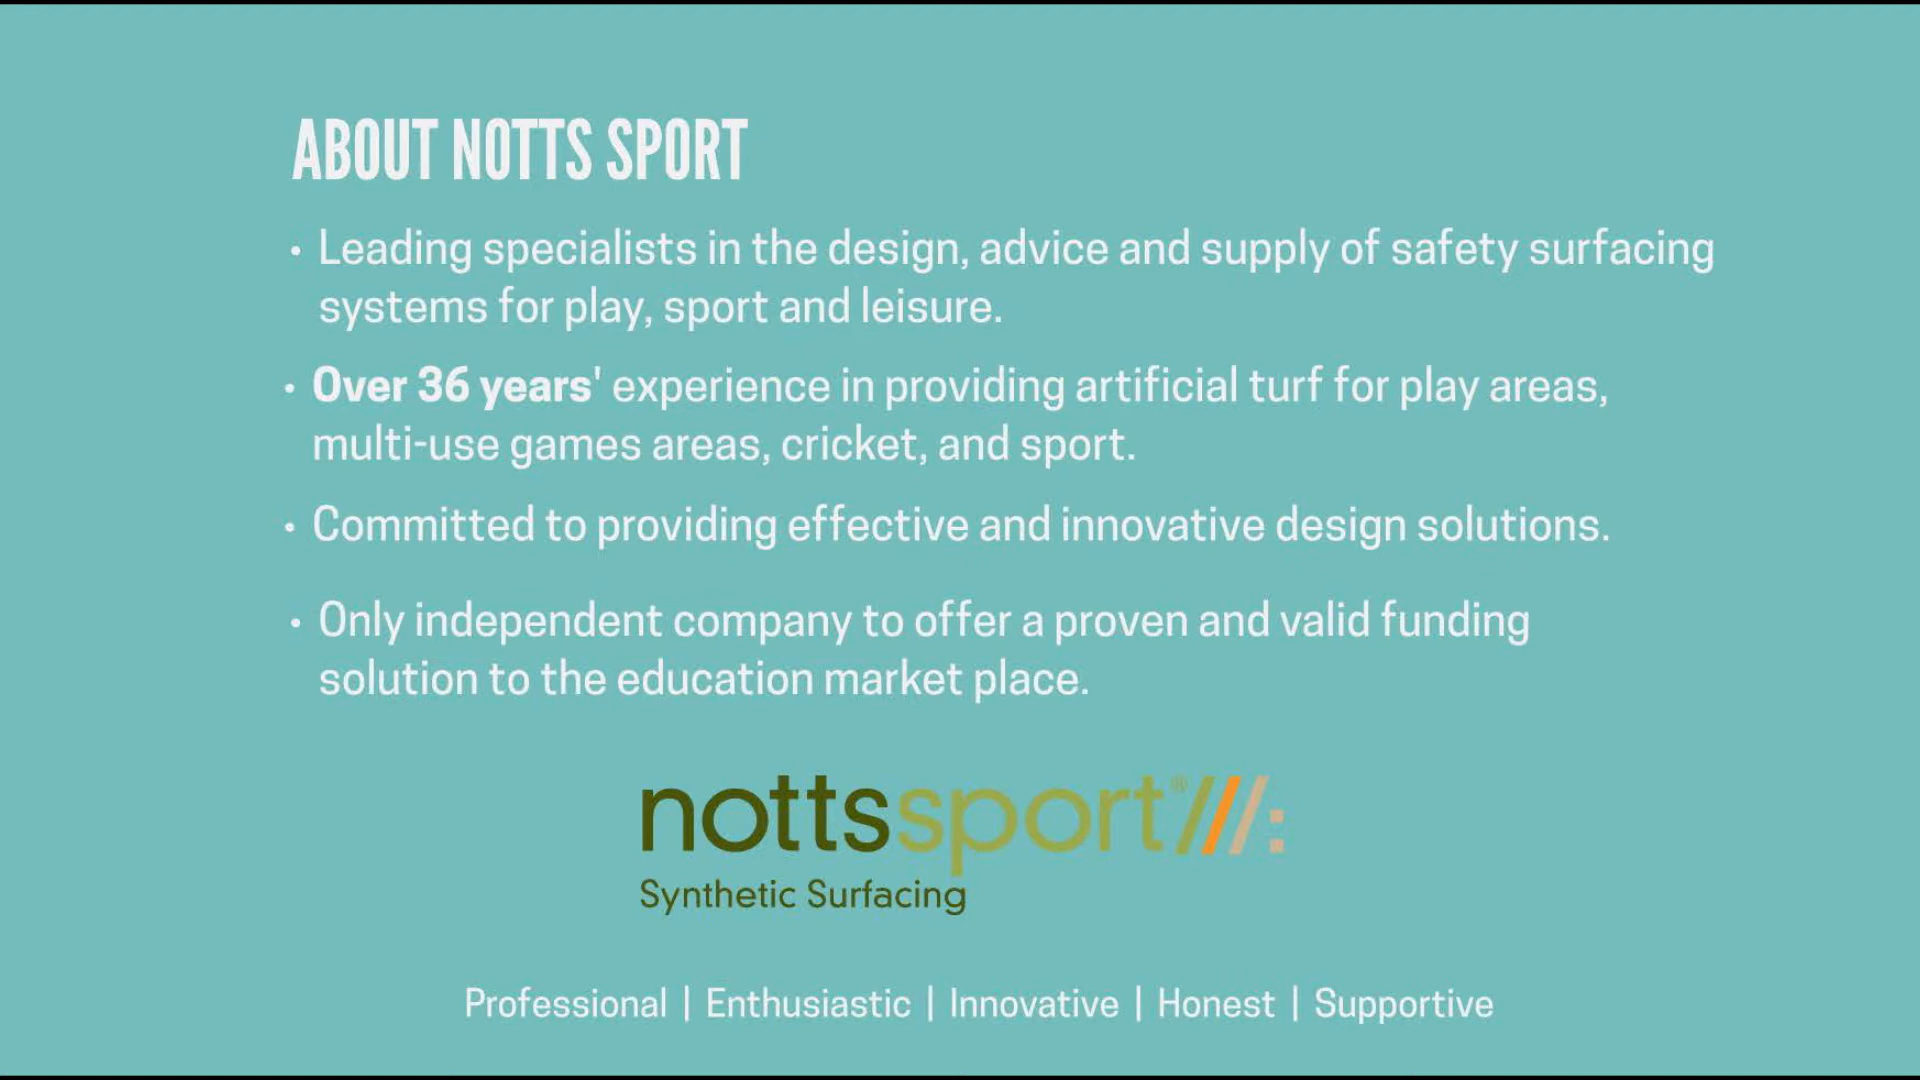 ABOUT NOTTS SPORT
• Leading specialists in the design, advice and supply of safety surfacing
systems for play, sport and leisure.
• Over 36 years' experience in providing artificial turf for play areas,
multi-use games areas, cricket, and sport.
• Committed to providing effective and innovative design solutions.
• Only independent company to offer a proven and valid funding
solution to the education market place.
nottssport®
Synthetic Surfacing
Professional | Enthusiastic | Innovative | Honest | Supportive